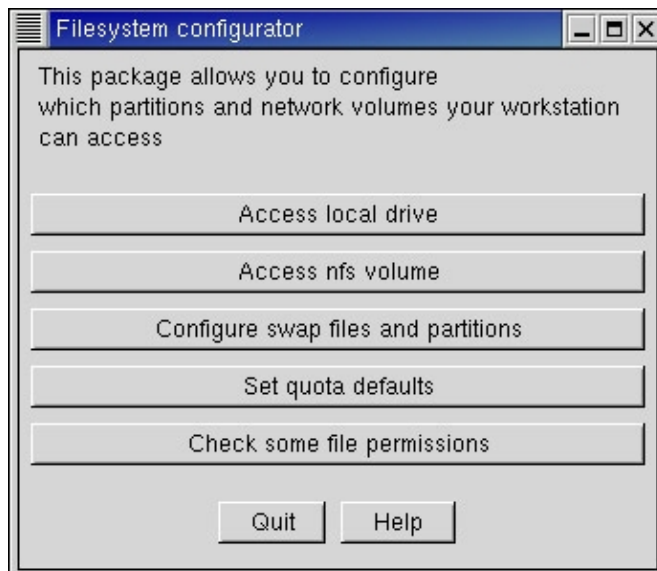 Filesystem configurator
This package allows you to configure
which partitions and network volumes your workstation
can access
Access local drive
Access nfs volume
Configure swap files and partitions
Set quota defaults
Check some file permissions
Quit
Help